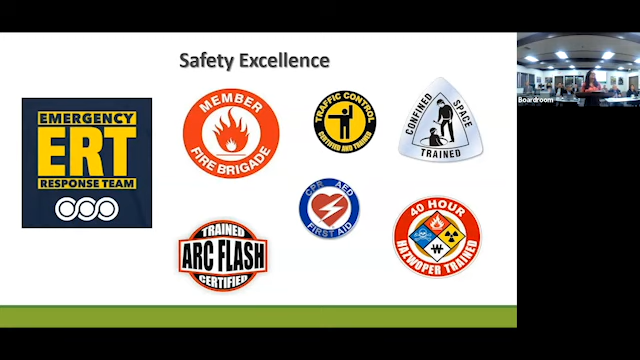 Safety Excellence
EMERGENCY
ERT
RESPONSE TEAM
MEMBER
FIRE BRIGADE
TRAFFIC CONTROL
CERTIFIED AND TRAINED
CONFINED SPACE
TRAINED
TRAINED
ARC FLASH
CERTIFIED
CPR AED
FIRST AID
40 HOUR
W
HAZWOPER TRAINED
Boardroom